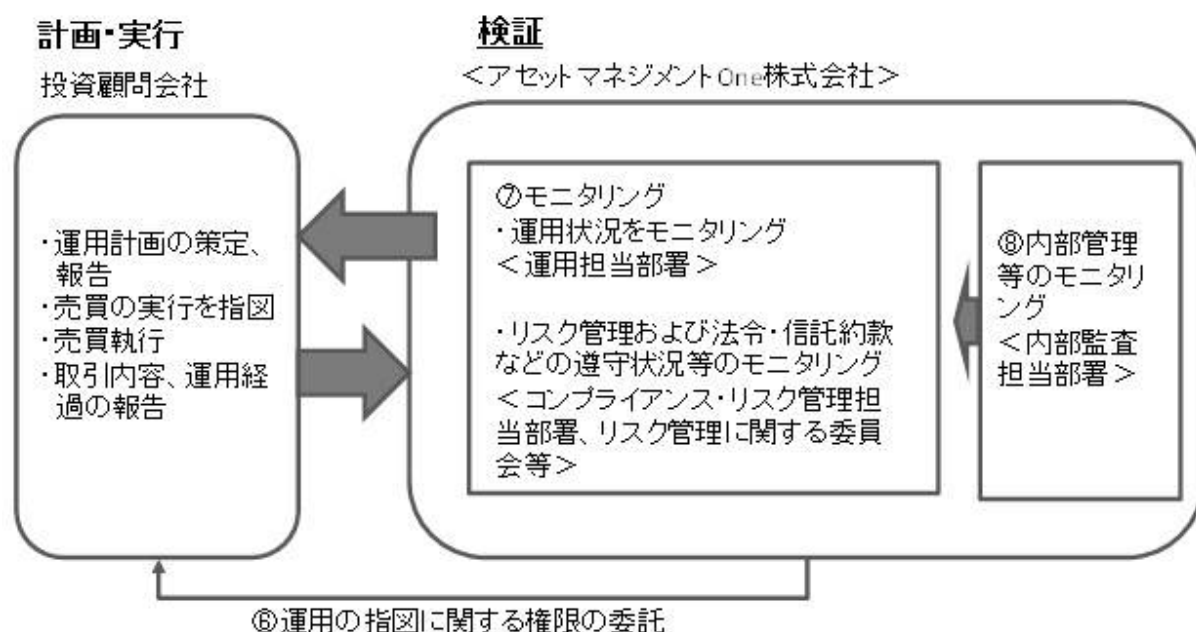 計画・実行
投資顧問会社
・運用計画の策定、
報告
・売買の実行を指図
・売買執行
・取引内容、運用経
過の報告
検証
<アセットマネジメントOne株式会社>
⑦モニタリング
・運用状況をモニタリング
<運用担当部署>
・リスク管理および法令・信託約款
などの遵守状況等のモニタリング
<コンプライアンス・リスク管理担
当部署、リスク管理に関する委員
会等>
⑧内部管理
等のモニタリ
ング
<内部監査
担当部署>
⑥運用の指図に関する権限の委託